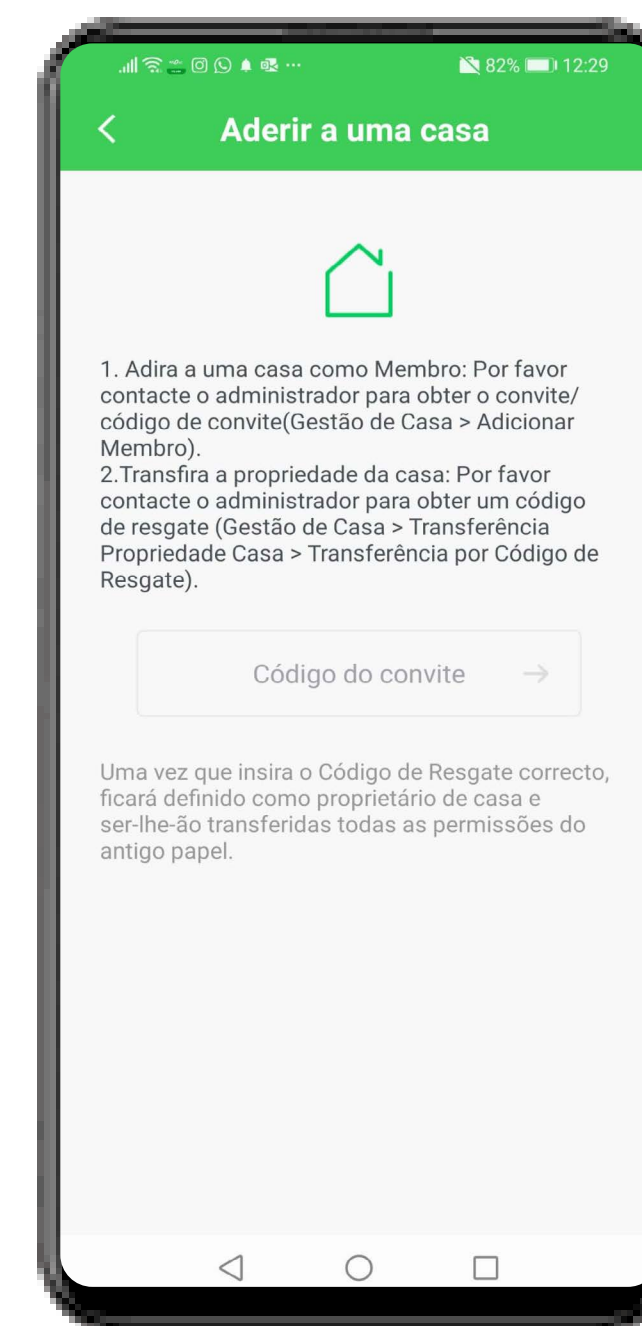 82% 12:29
Aderir a uma casa
1. Adira a uma casa como Membro: Por favor
contacte o administrador para obter o convite/
código de convite(Gestão de Casa > Adicionar
Membro).
2.Transfira a propriedade da casa: Por favor
contacte o administrador para obter um código
de resgate (Gestão de Casa > Transferência
Propriedade Casa > Transferência por Código de
Resgate).
Código do convite
Uma vez que insira o Código de Resgate correcto,
ficará definido como proprietário de casa e
ser-lhe-ão transferidas todas as permissões do
antigo papel.